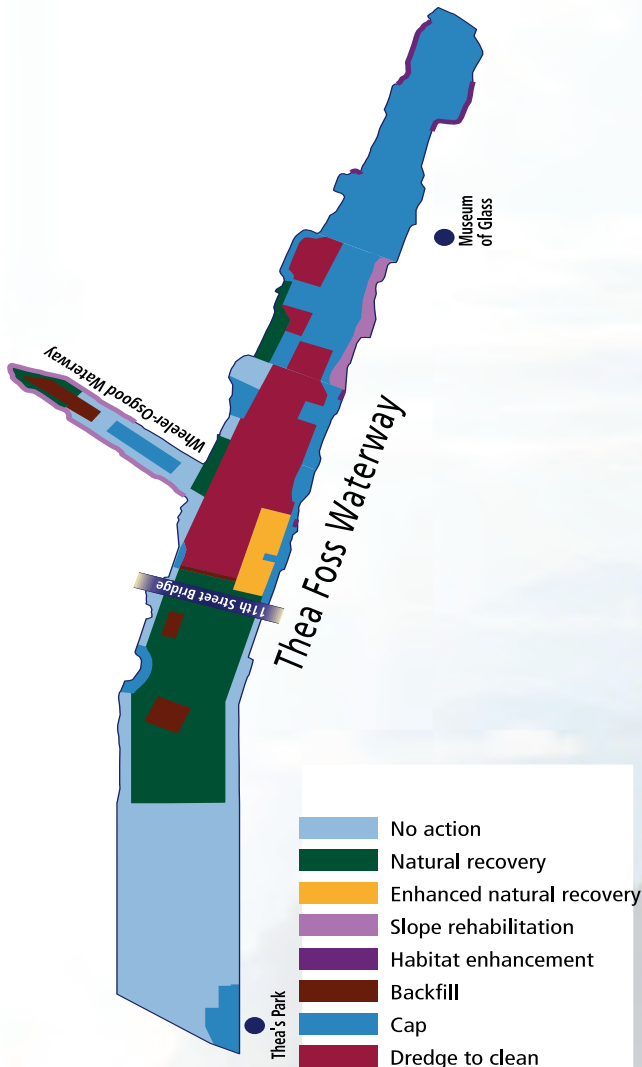 Museum
of Glass
Wheeler-Osgood Waterway
Thea Foss Waterway
11th Street Bridge
Thea's Park
No action
Natural recovery
Enhanced natural recovery
Slope rehabilitation
Habitat enhancement
Backfill
Cap
Dredge to clean